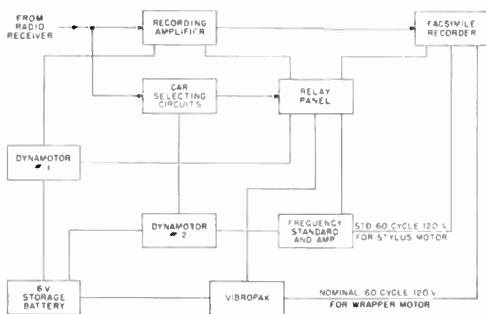 FROM
RADIO
RECEIVER
RECORDING
AMPLIFIER
FACSIMILE
RECORDER
CAR
SELECTING
CIRCUITS
RELAY
PANEL
DYNAMOTOR
# 1
DYNAMOTOR
# 2
FREQUENCY
STANDARD
AND AMP
STD 60 CYCLE 120 V
FOR STYLUS MOTOR
6 V
STORAGE
BATTERY
VIBROPAK
NOMINAL 60 CYCLE 120 V
FOR WRAPPER MOTOR